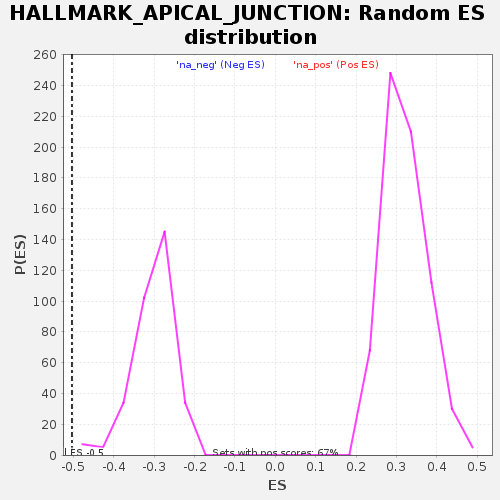 HALLMARK_APICAL_JUNCTION: Random ES
distribution
'na_neg' (Neg ES) 'na_pos' (Pos ES)
260
240
220
200
180
160
140
120
100
80
60
40
20
0
P(ES)
ES -0.5
Sets with pos scores: 67%
-0.5 -0.4 -0.3 -0.2 -0.1 0.0 0.1 0.2 0.3 0.4 0.5
ES